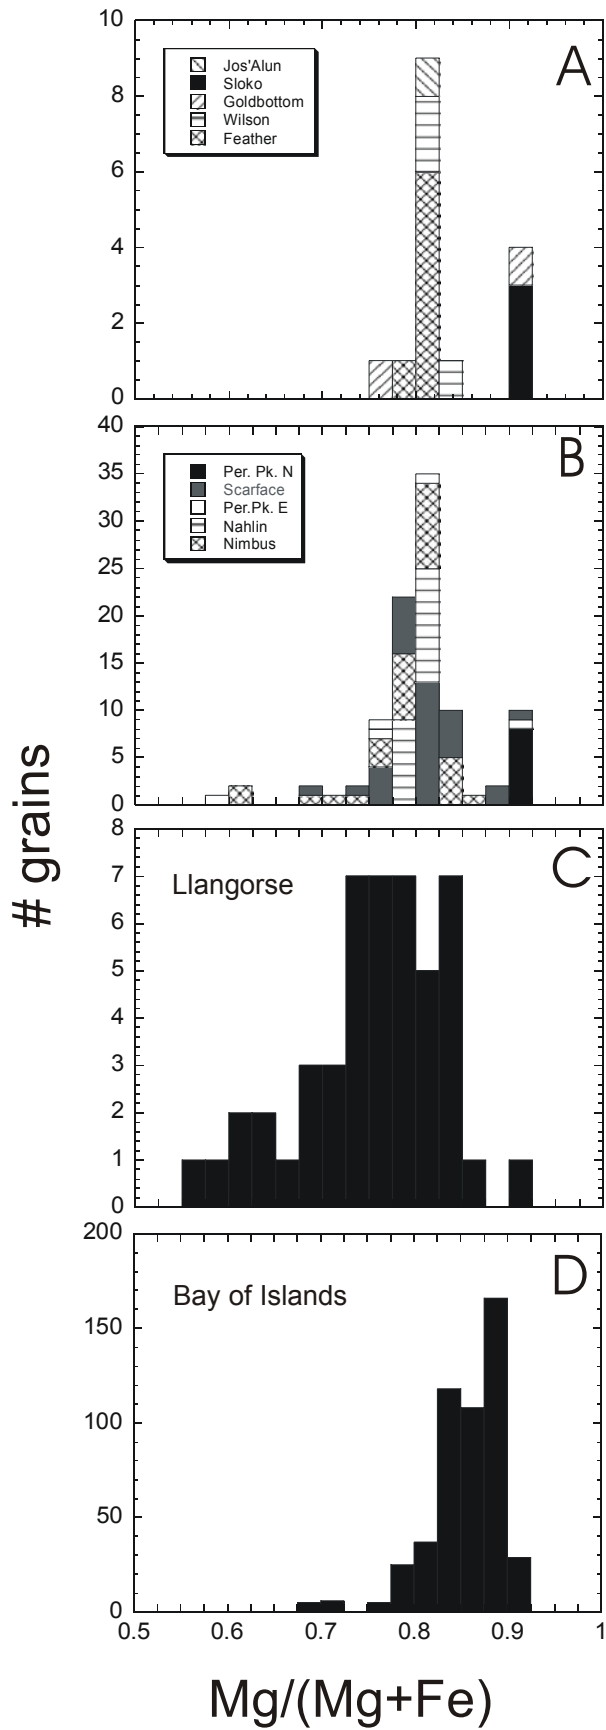 10
8
6
4
2
0
A
Jos'Alun
Sloko
Goldbottom
Wilson
Feather
40
35
30
25
20
15
10
5
0
B
Per. Pk. N
Scarface
Per.Pk. E
Nahlin
Nimbus
# grains
8
7
6
5
4
3
2
1
0
C
Llangorse
200
150
100
50
0
D
Bay of Islands
0.5 0.6 0.7 0.8 0.9 1
Mg/(Mg+Fe)